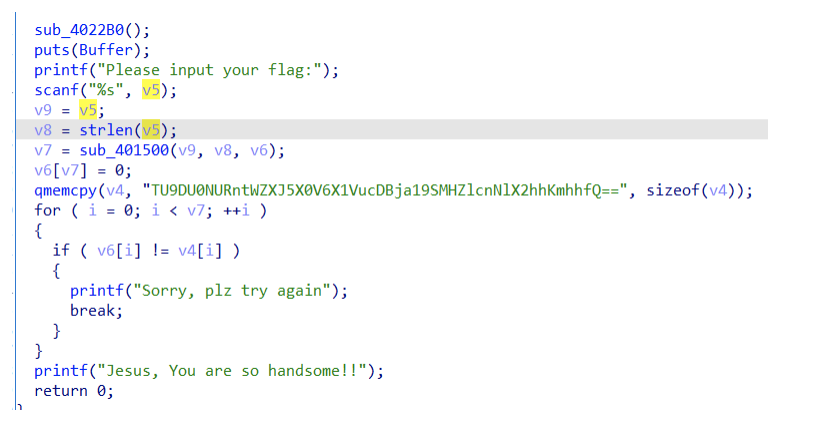 sub_4022B0();
puts(Buffer);
printf("Please input your flag:");
scanf("%s", v5);
v9 = v5;
v8 = strlen(v5);
v7 = sub_401500(v9, v8, v6);
v6[v7] = 0;
qmemcpy(v4, "TU9DU0NURntWZXJ5X0V6X1VucDBja19SMHZlcnNlX2hhKmhhfQ==", sizeof(v4));
for ( i = 0; i < v7; ++i )
{
if ( v6[i] != v4[i] )
{
printf("Sorry, plz try again");
break;
}
}
printf("Jesus, You are so handsome!!");
return 0;